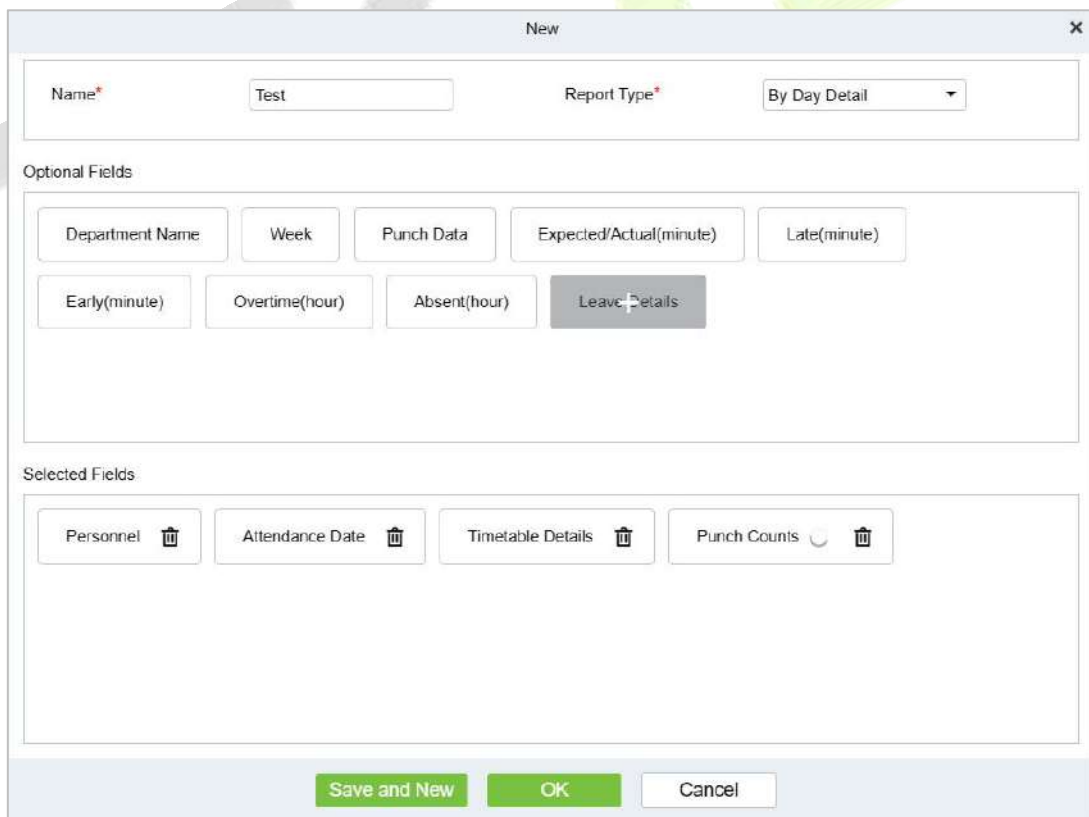 New
Name* Test Report Type* By Day Detail
Optional Fields
Department Name Week Punch Data Expected/Actual(minute) Late(minute)
Early(minute) Overtime(hour) Absent(hour) Leave Details
Selected Fields
Personnel Attendance Date Timetable Details Punch Counts
Save and New OK Cancel